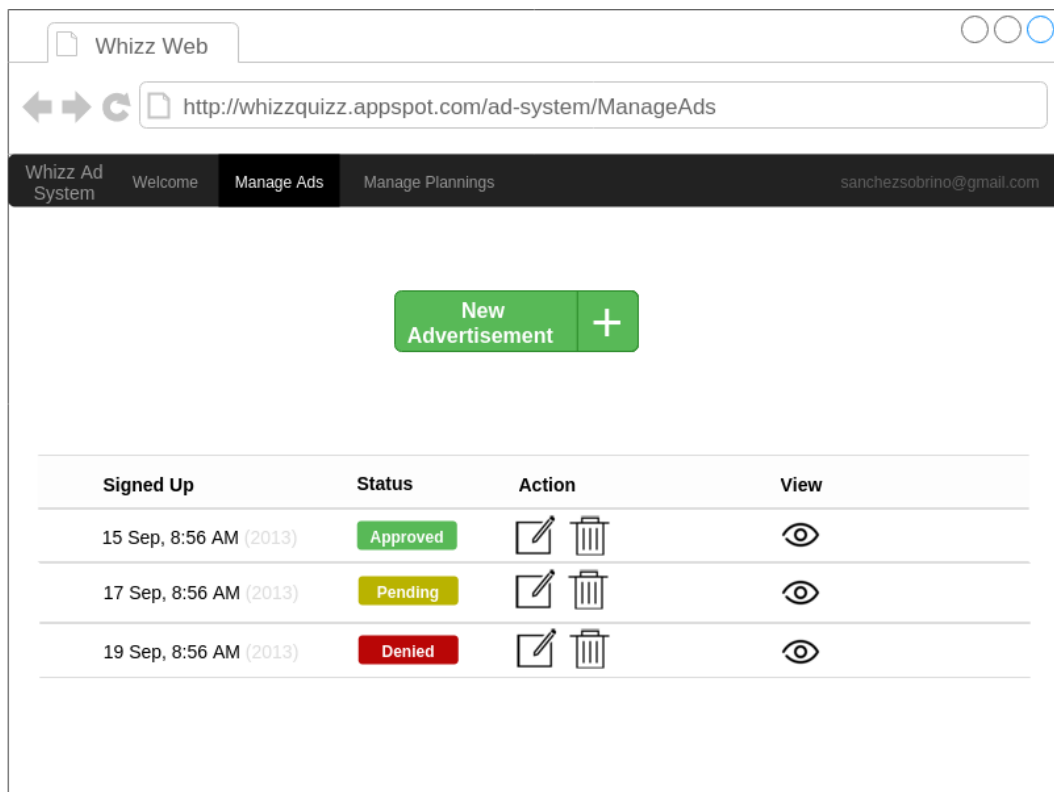 Whizz Web
http://whizzquizz.appspot.com/ad-system/ManageAds
Whizz Ad
System
Welcome
Manage Ads
Manage Plannings
sanchezsobrino@gmail.com
New
Advertisement
Signed Up Status Action View
15 Sep, 8:56 AM (2013) Approved
17 Sep, 8:56 AM (2013) Pending
19 Sep, 8:56 AM (2013) Denied